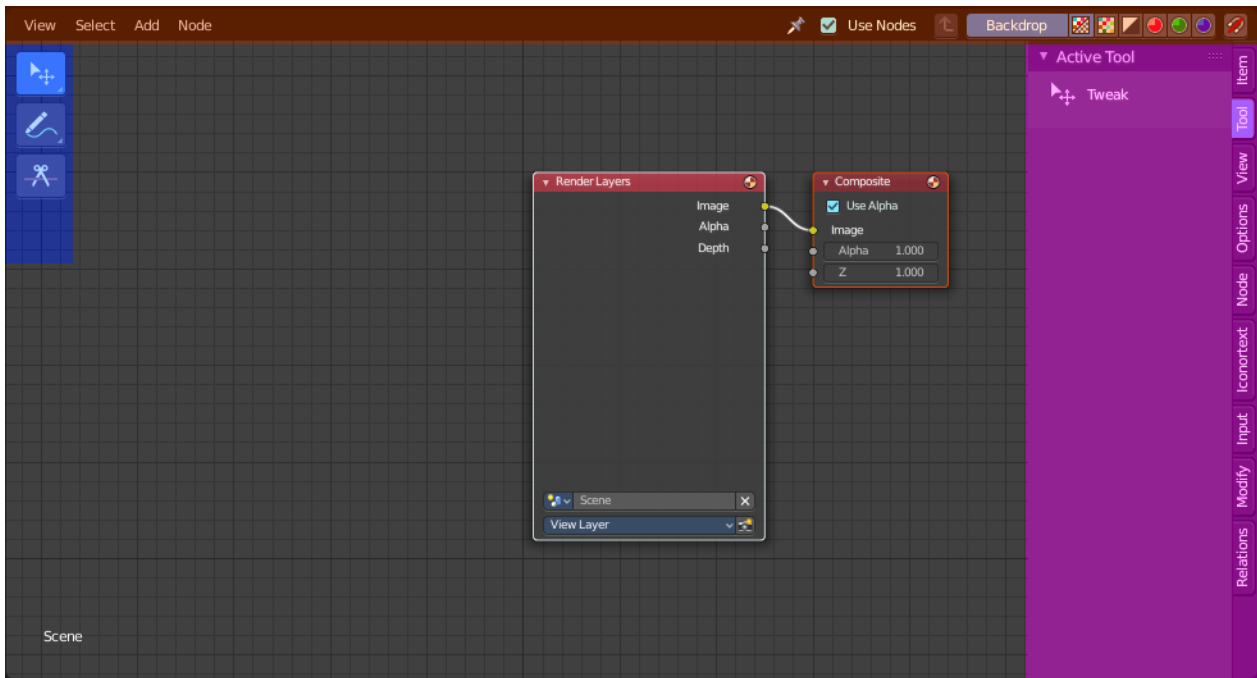 View Select Add Node Use Nodes Backdrop
Active Tool
Tweak
Item
Tool
View
Options
Node
Iconortext
Input
Modify
Relations
Render Layers
Image
Alpha
Depth
Scene
View Layer
Composite
Use Alpha
Image
Alpha 1.000
Z 1.000
Scene